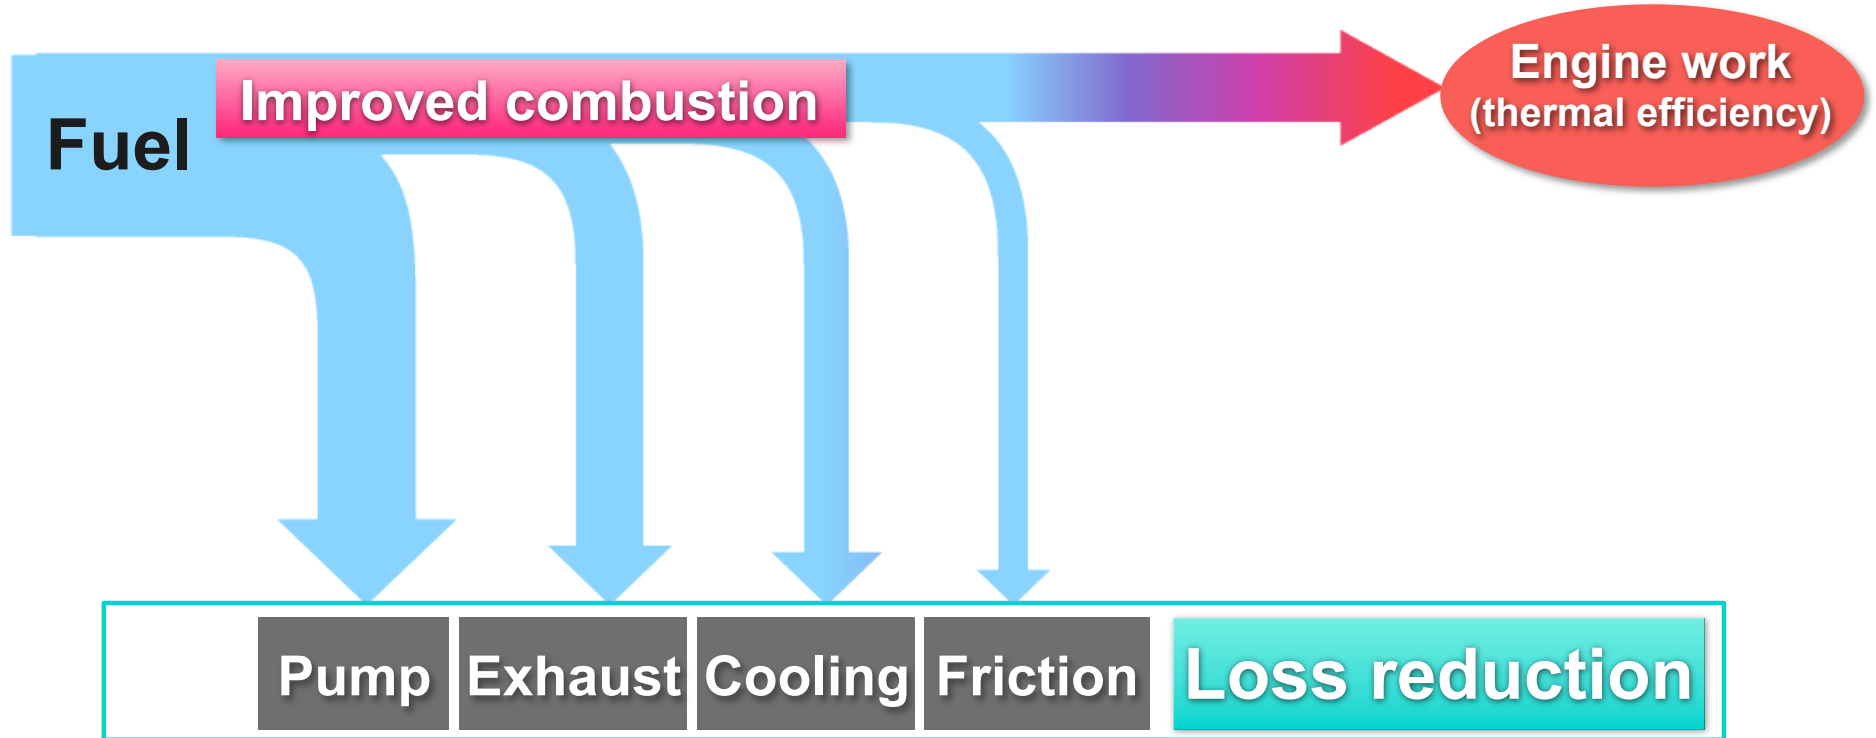 Fuel
Improved combustion
Engine work
(thermal efficiency)
Pump
Exhaust
Cooling
Friction
Loss reduction